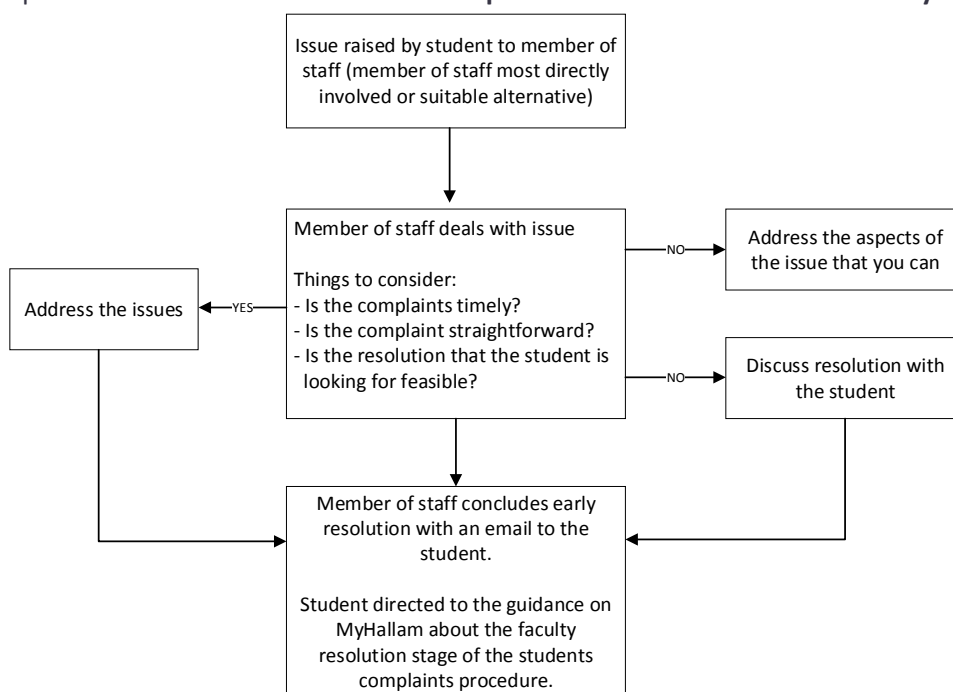 Issue raised by student to member of
staff (member of staff most directly
involved or suitable alternative)
Member of staff deals with issue
Things to consider:
- Is the complaints timely?
- Is the complaint straightforward?
- Is the resolution that the student is
looking for feasible?
NO
Address the aspects of
the issue that you can
YES
Address the issues
NO
Discuss resolution with
the student
Member of staff concludes early
resolution with an email to the
student.
Student directed to the guidance on
MyHallam about the faculty
resolution stage of the students
complaints procedure.